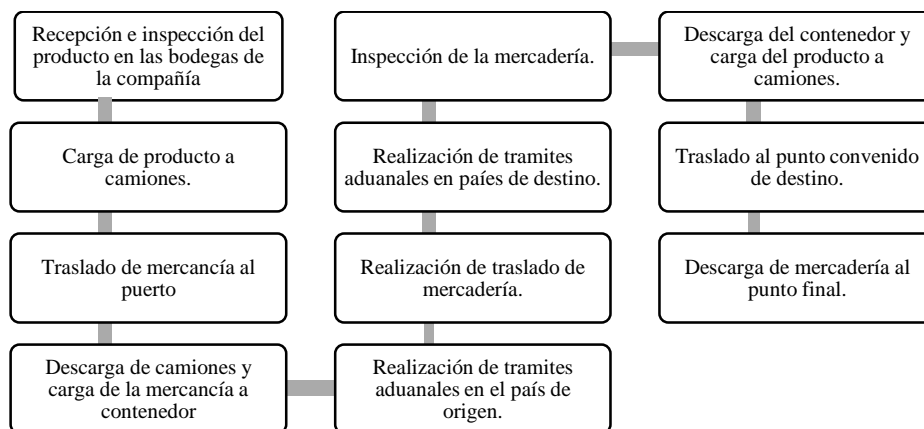 Recepción e inspección del
producto en las bodegas de
la compañía
Carga de producto a
camiones.
Traslado de mercancía al
puerto
Descarga de camiones y
carga de la mercancía a
contenedor
Realización de tramites
aduanales en el país de
origen.
Realización de traslado de
mercadería.
Realización de tramites
aduanales en países de
destino.
Inspección de la mercadería.
Descarga del contenedor y
carga del producto a
camiones.
Traslado al punto convenido
de destino.
Descarga de mercadería al
punto final.